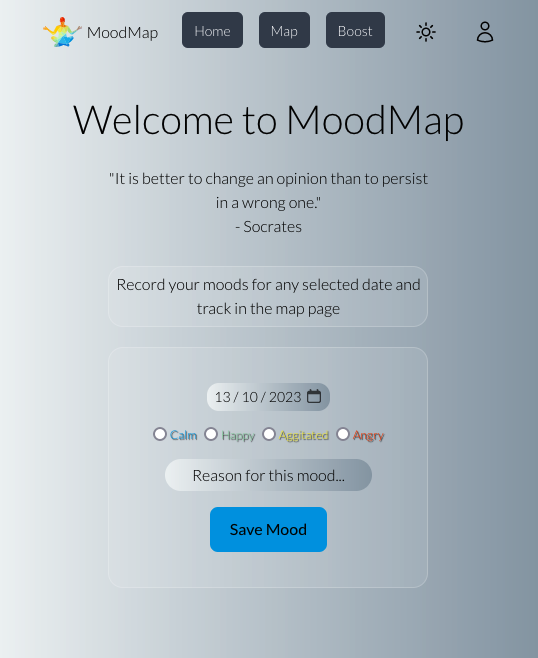 MoodMap
Home
Map
Boost
Welcome to MoodMap
"It is better to change an opinion than to persist
in a wrong one."
- Socrates
Record your moods for any selected date and
track in the map page
13 / 10 / 2023
Calm
Happy
Aggitated
Angry
Reason for this mood...
Save Mood